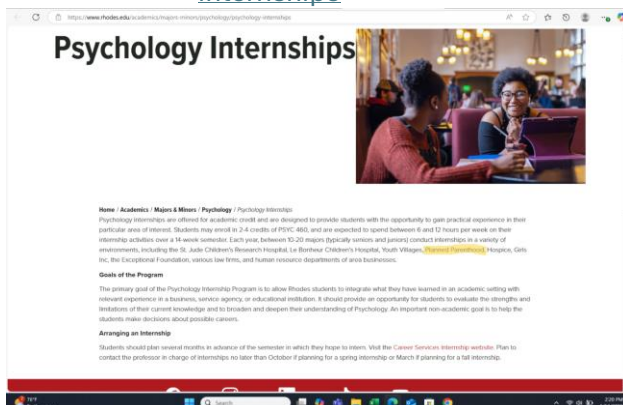 internships
https://www.rhodes.edu/academics/majors-minors/psychology/psychology-internships
Psychology Internships
Home / Academics / Majors & Minors / Psychology / Psychology Internships
Psychology internships are offered for academic credit and are designed to provide students with the opportunity to gain practical experience in their
particular area of interest. Students may enroll in 2-4 credits of PSYC 460, and are expected to spend between 6 and 12 hours per week on their
internship activities over a 14-week semester. Each year, between 10-20 majors (typically seniors and juniors) conduct internships in a variety of
environments, including the St. Jude Children's Research Hospital, Le Bonheur Children's Hospital, Youth Villages, Planned Parenthood, Hospice, Girls
Inc, the Exceptional Foundation, various law firms, and human resource departments of area businesses.
Goals of the Program
The primary goal of the Psychology Internship Program is to allow Rhodes students to integrate what they have learned in an academic setting with
relevant experience in a business, service agency, or educational institution. It should provide an opportunity for students to evaluate the strengths and
limitations of their current knowledge and to broaden and deepen their understanding of Psychology. An important non-academic goal is to help the
students make decisions about possible careers.
Arranging an Internship
Students should plan several months in advance of the semester in which they hope to intern. Visit the Career Services internship website. Plan to
contact the professor in charge of internships no later than October if planning for a spring internship or March if planning for a fall internship.
Search
2:20 PM